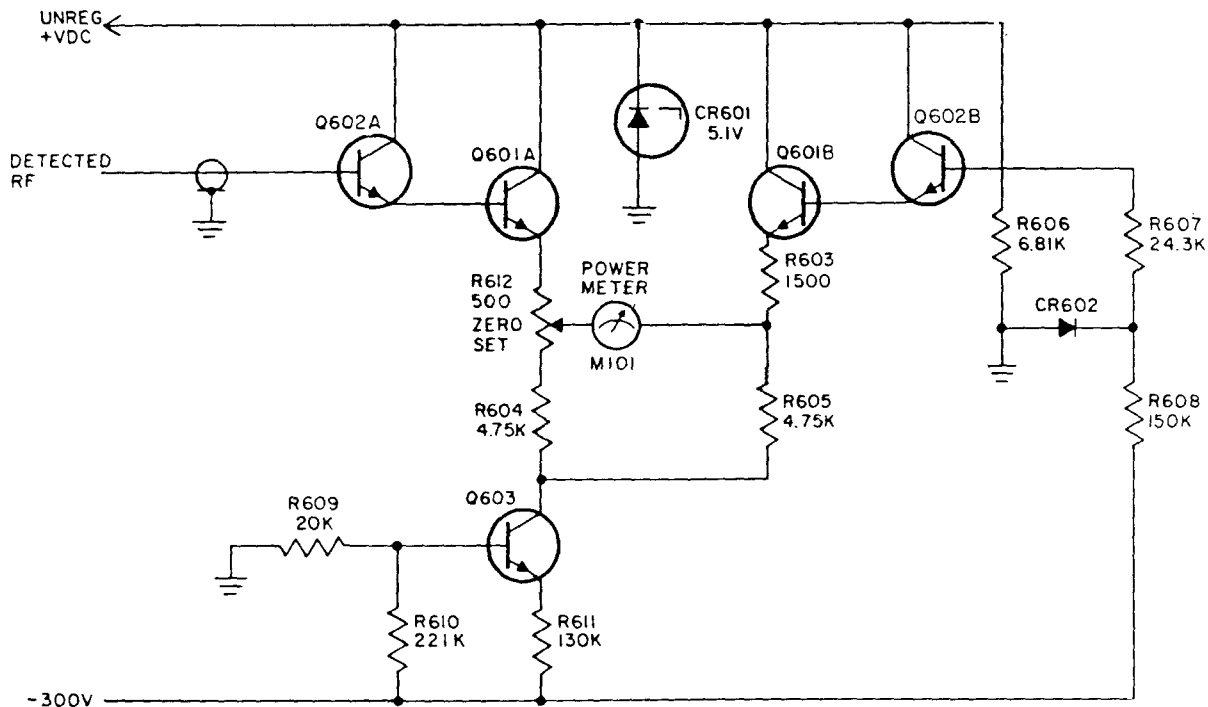 UNREG
+VDC
Q602A
CR601
5.1V
Q602B
DETECTED
RF
Q601A
Q601B
R606
6.81K
R607
24.3K
R603
1500
R612
500
ZERO
SET
POWER
METER
M101
CR602
R604
4.75K
R605
4.75K
R608
150K
Q603
R609
20K
R610
221K
R611
130K
-300V